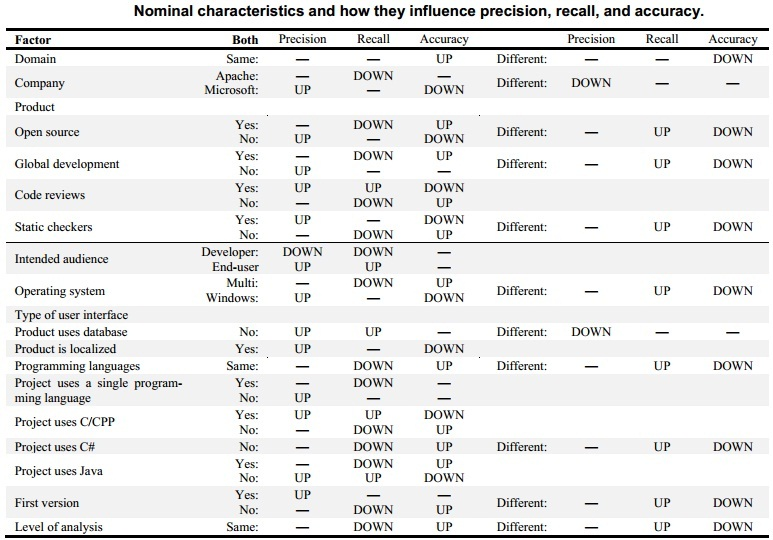 Nominal characteristics and how they influence precision, recall, and accuracy.
Factor Both Precision Recall Accuracy Precision Recall Accuracy
Domain Same: — — UP Different: — — DOWN
Company Apache: — DOWN — Different: DOWN — —
Microsoft: UP — DOWN
Product
Open source Yes: — DOWN UP Different: — UP DOWN
No: UP — DOWN
Global development Yes: — DOWN UP Different: — UP DOWN
No: UP — —
Code reviews Yes: UP UP DOWN
No: — DOWN UP
Static checkers Yes: UP — DOWN Different: — UP DOWN
No: — DOWN UP
Intended audience Developer: DOWN DOWN —
End-user UP UP —
Operating system Multi: — DOWN UP Different: — UP DOWN
Windows: UP — DOWN
Type of user interface
Product uses database No: UP UP — Different: DOWN — —
Product is localized Yes: UP — DOWN
Programming languages Same: — DOWN UP Different: — UP DOWN
Project uses a single program- Yes: — DOWN —
ming language No: UP — —
Project uses C/CPP Yes: UP UP DOWN
No: — DOWN UP
Project uses C# No: — DOWN UP Different: — UP DOWN
Project uses Java Yes: — DOWN UP
No: UP UP DOWN
First version Yes: UP — — Different: — UP DOWN
No: — DOWN UP
Level of analysis Same: — DOWN UP Different: — UP DOWN